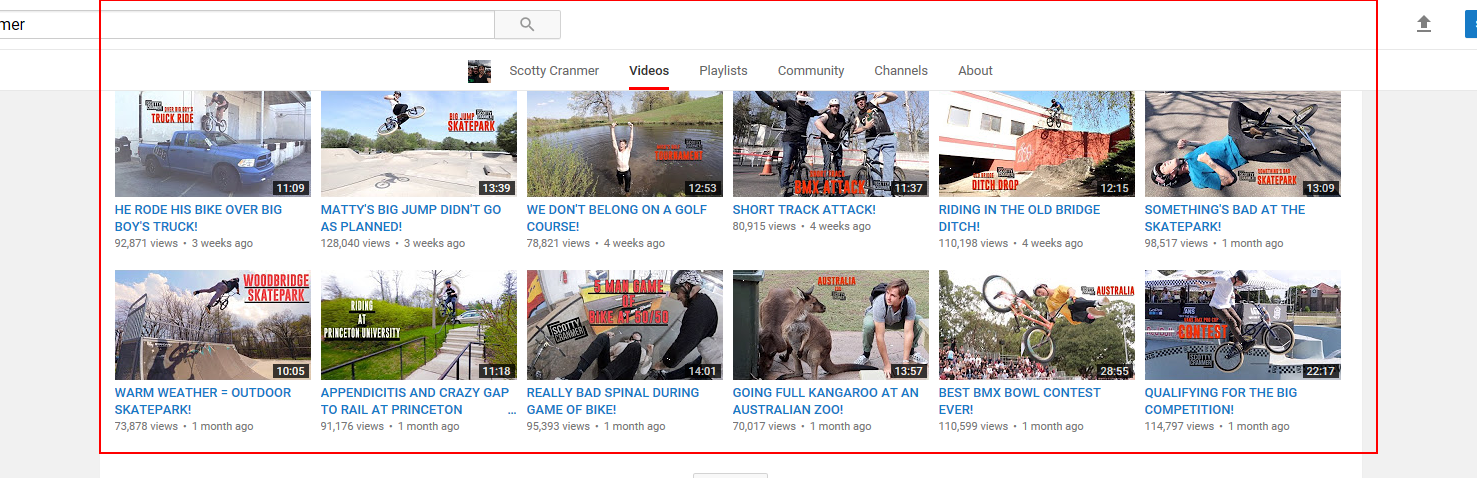 mer
Scotty Cranmer Videos Playlists Community Channels About
OVER BIG BOY'S
TRUCK RIDE
11:09
BIG JUMP
SKATEPARK
13:39
TOURNAMENT
12:53
SHORT TRACK
BMX ATTACK
11:37
OLD BRIDGE
DITCH DROP
12:15
SOMETHING'S BAD
SKATEPARK
13:09
HE RODE HIS BIKE OVER BIG
BOY'S TRUCK!
92,871 views • 3 weeks ago
MATTY'S BIG JUMP DIDN'T GO
AS PLANNED!
128,040 views • 3 weeks ago
WE DON'T BELONG ON A GOLF
COURSE!
78,821 views • 4 weeks ago
SHORT TRACK ATTACK!
80,915 views • 4 weeks ago
RIDING IN THE OLD BRIDGE
DITCH!
110,198 views • 4 weeks ago
SOMETHING'S BAD AT THE
SKATEPARK!
98,517 views • 1 month ago
WOODBRIDGE
SKATEPARK
10:05
RIDING
AT
PRINCETON UNIVERSITY
11:18
5 MAN GAME
OF
BIKE AT 50/50
SCOTTY
CRANMER
14:01
AUSTRALIA
ZOO
13:57
AUSTRALIA
28:55
VANS
CONTEST
SCOTTY
CRANMER
22:17
WARM WEATHER = OUTDOOR
SKATEPARK!
73,878 views • 1 month ago
APPENDICITIS AND CRAZY GAP
TO RAIL AT PRINCETON ...
91,176 views • 1 month ago
REALLY BAD SPINAL DURING
GAME OF BIKE!
95,393 views • 1 month ago
GOING FULL KANGAROO AT AN
AUSTRALIAN ZOO!
70,017 views • 1 month ago
BEST BMX BOWL CONTEST
EVER!
110,599 views • 1 month ago
QUALIFYING FOR THE BIG
COMPETITION!
114,797 views • 1 month ago